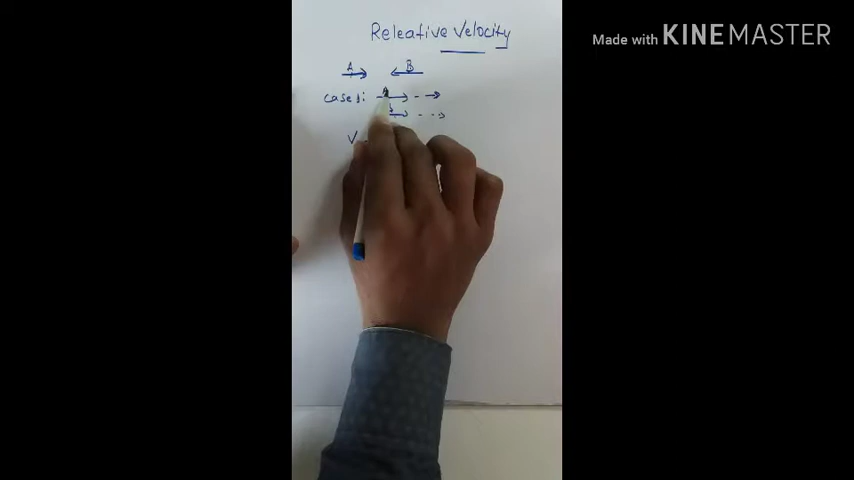 Releative Velocity
Made with KINEMASTER
A B
case i: A
V